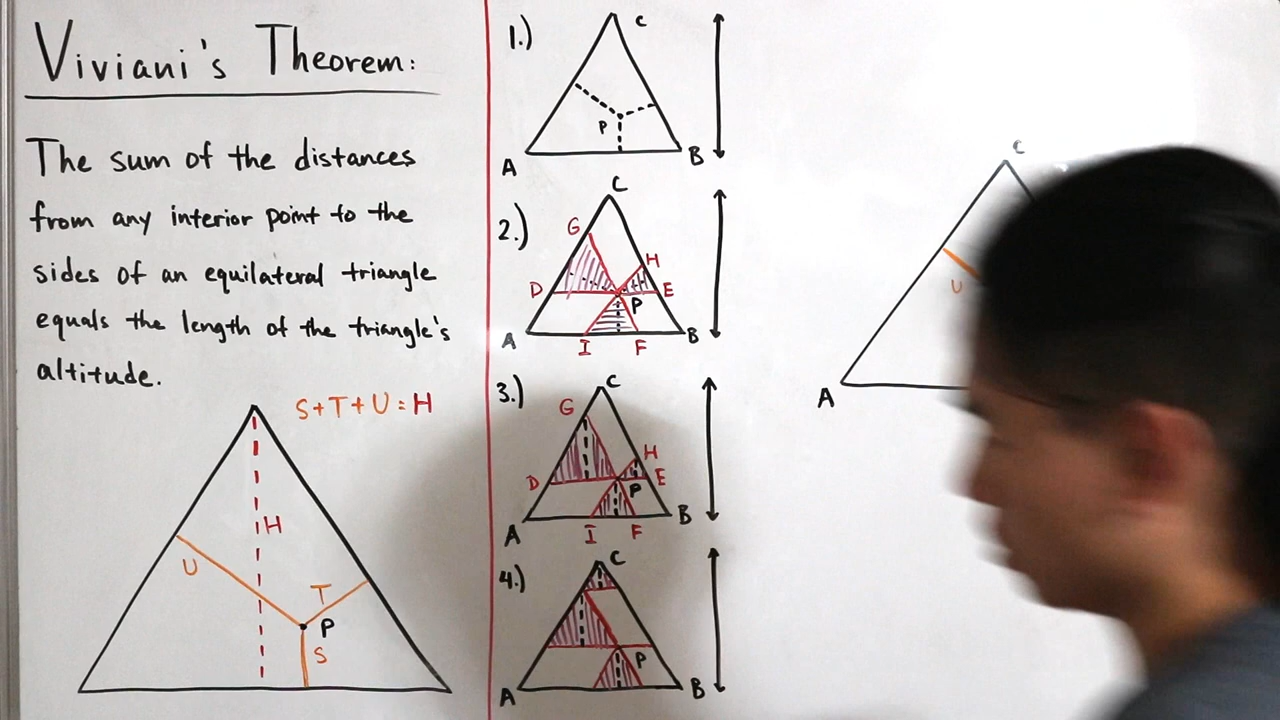 Viviani's Theorem:
The sum of the distances
from any interior point to the
sides of an equilateral triangle
equals the length of the triangle's
altitude.
S+T+U=H
H
U
T
P
S
1.)
C
P
A
B
2.)
C
G
H
D
E
P
A
B
I
F
3.)
C
G
H
D
E
P
A
B
I
F
4.)
C
P
A
B
C
U
A